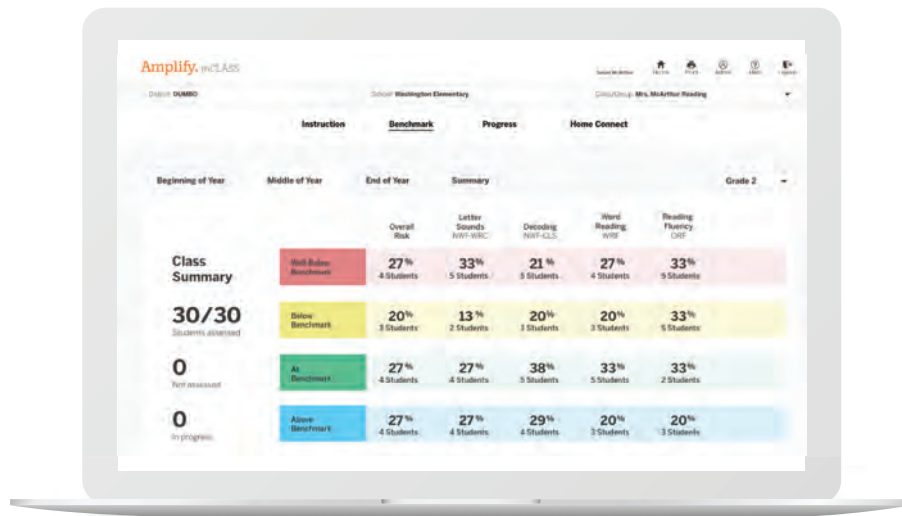 Amplify. mCLASS
District DUMBO
School Washington Elementary
Class/Group Mrs. McArthur Reading
Instruction Benchmark Progress Home Connect
Beginning of Year Middle of Year End of Year Summary Grade 2
Overall Risk
Letter Sounds NWF-WRC
Decoding NWF-CLS
Word Reading WRF
Reading Fluency ORF
Class Summary
Well Below Benchmark
27% 33% 21% 27% 33%
4 Students 5 Students 5 Students 4 Students 5 Students
30/30
Students assessed
Below Benchmark
20% 13% 20% 20% 33%
3 Students 2 Students 3 Students 3 Students 5 Students
0
Not assessed
At Benchmark
27% 27% 38% 33% 33%
4 Students 4 Students 5 Students 5 Students 2 Students
0
In progress
Above Benchmark
27% 27% 29% 20% 20%
4 Students 4 Students 4 Students 3 Students 3 Students